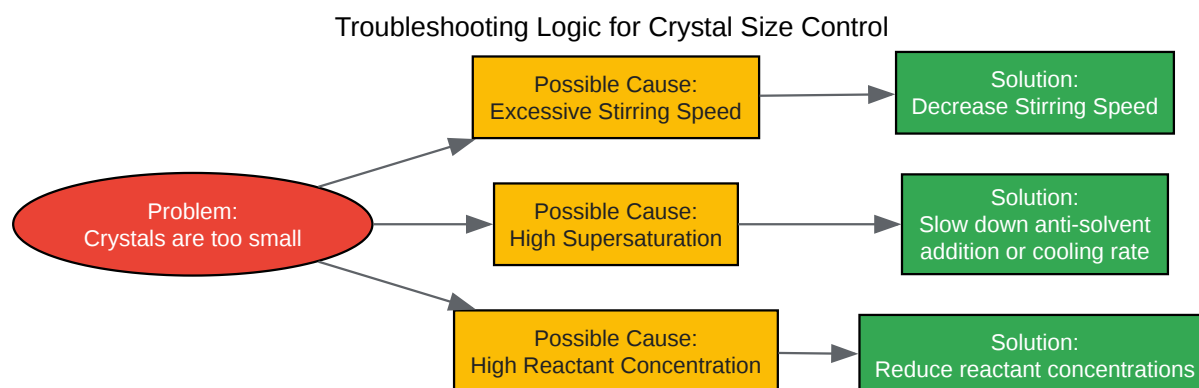 Troubleshooting Logic for Crystal Size Control
Problem:
Crystals are too small
Possible Cause:
Excessive Stirring Speed
Solution:
Decrease Stirring Speed
Possible Cause:
High Supersaturation
Solution:
Slow down anti-solvent
addition or cooling rate
Possible Cause:
High Reactant Concentration
Solution:
Reduce reactant concentrations